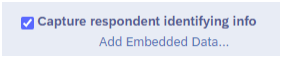 Capture respondent identifying info
Add Embedded Data...